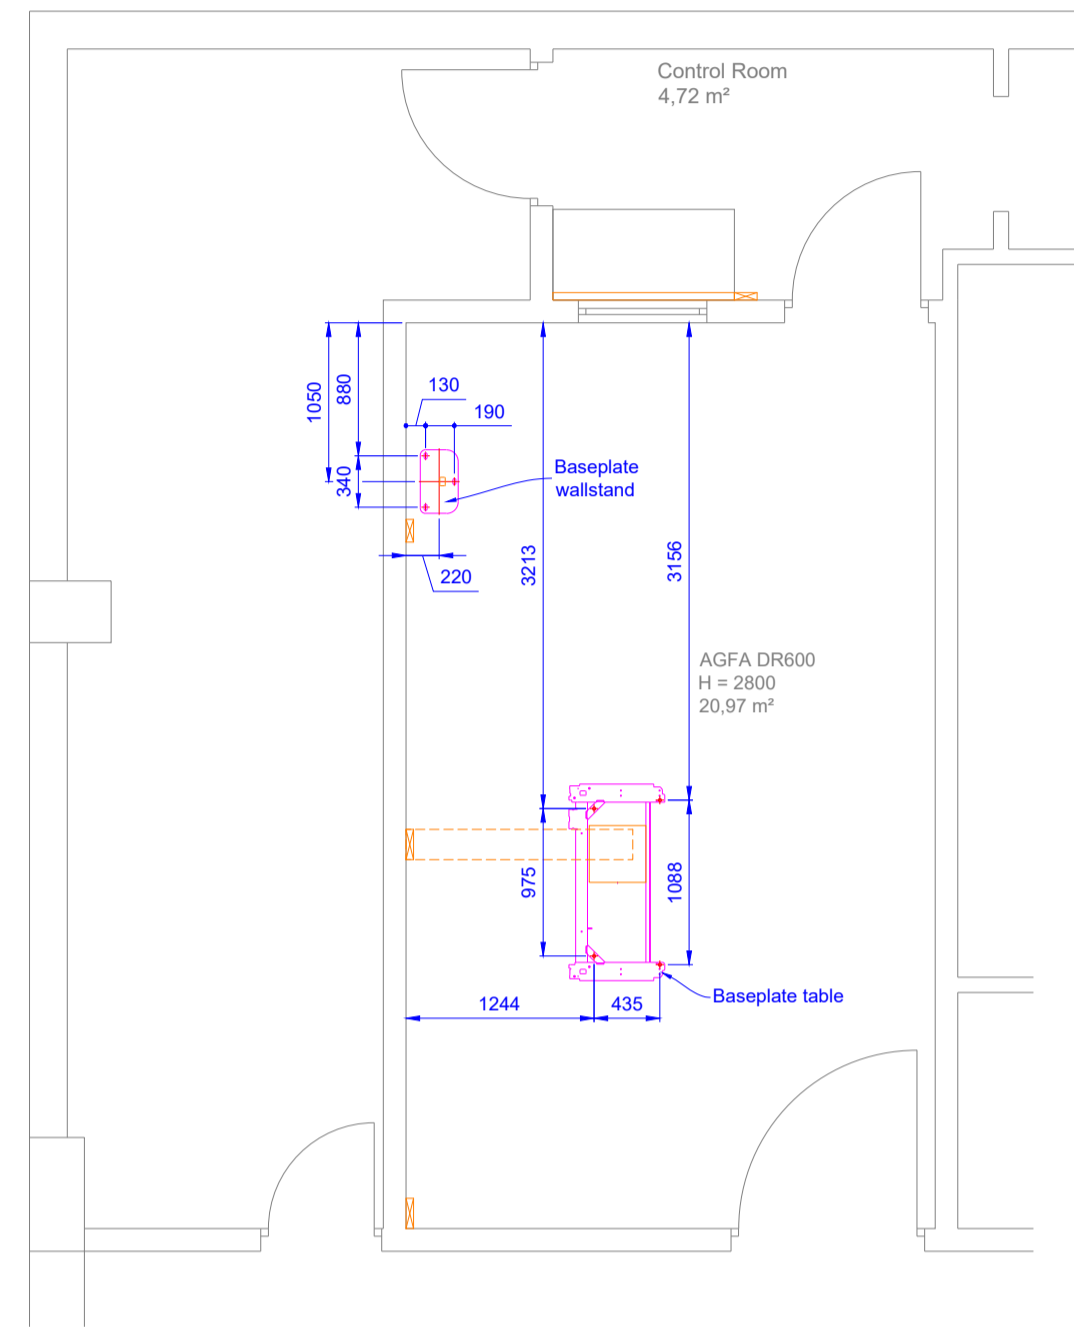 Control Room
4,72 m²
130
190
1050
880
340
Baseplate
wallstand
220
3213
3156
AGFA DR600
H = 2800
20,97 m²
975
1088
1244
435
Baseplate table